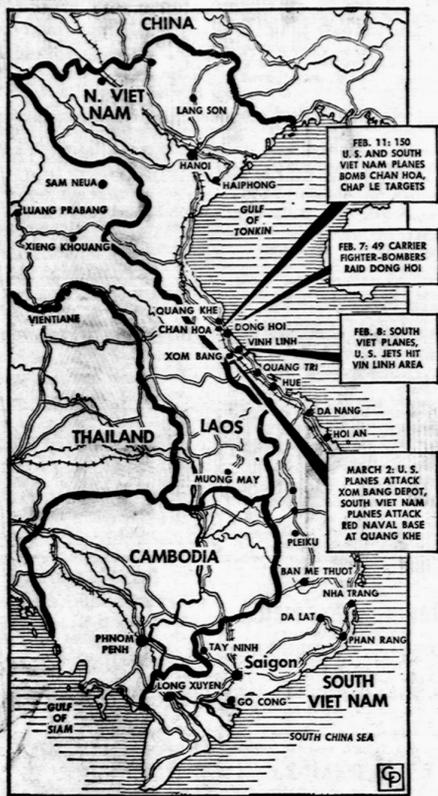 CHINA
N. VIET
NAM
LANG SON
HANOI
HAIPHONG
SAM NEUA
LUANG PRABANG
XIENG KHOUANG
GULF
OF
TONKIN
FEB. 11: 150
U. S. AND SOUTH
VIET NAM PLANES
BOMB CHAN HOA,
CHAP LE TARGETS
FEB. 7: 49 CARRIER
FIGHTER-BOMBERS
RAID DONG HOI
VIENTIANE
QUANG KHE
CHAN HOA
DONG HOI
VINH LINH
XOM BANG
QUANG TRI
HUE
FEB. 8: SOUTH
VIET PLANES,
U. S. JETS HIT
VIN LINH AREA
DA NANG
HOI AN
THAILAND
LAOS
MUONG MAY
MARCH 2: U. S.
PLANES ATTACK
XOM BANG DEPOT,
SOUTH VIET NAM
PLANES ATTACK
RED NAVAL BASE
AT QUANG KHE
PLEIKU
CAMBODIA
BAN ME THUOT
NHA TRANG
DA LAT
PHAN RANG
PHNOM
PENH
TAY NINH
Saigon
LONG XUYEN
GO CONG
SOUTH
VIET NAM
GULF
OF
SIAM
SOUTH CHINA SEA
CP